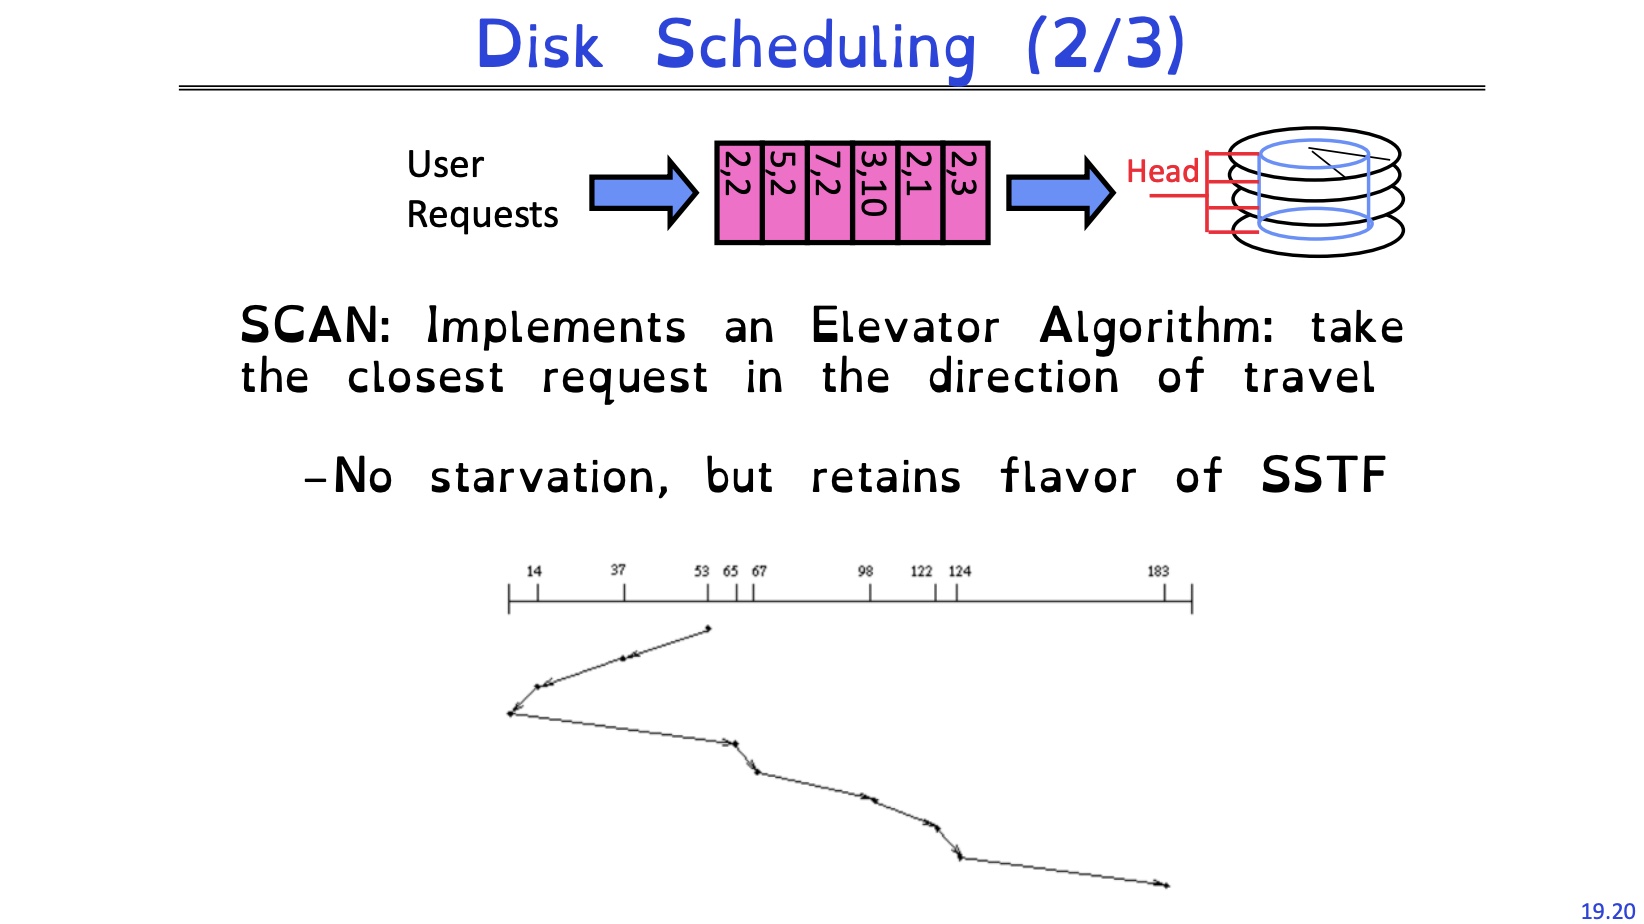 Disk Scheduling (2/3)
User
Requests
2,2
5,2
7,2
3,10
2,1
2,3
Head
SCAN: Implements an Elevator Algorithm: take
the closest request in the direction of travel
–No starvation, but retains flavor of SSTF
14 37 53 65 67 98 122 124 183
19.20